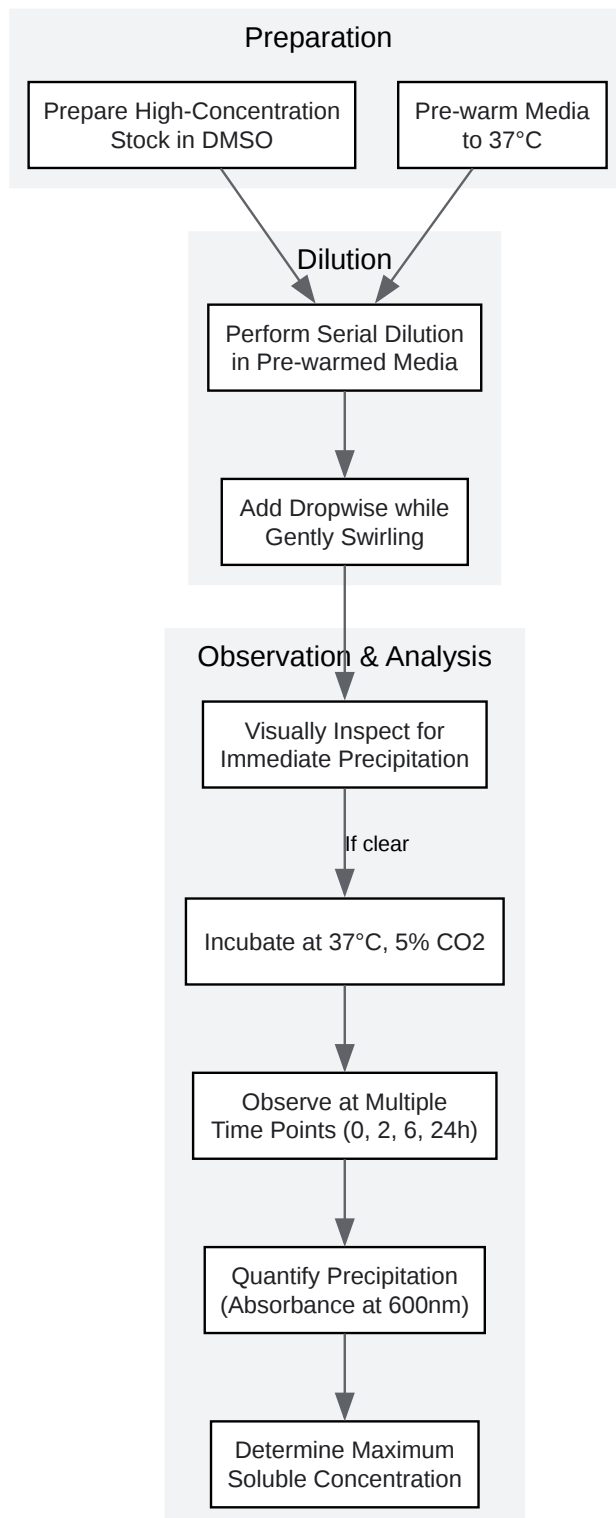 Preparation
Prepare High-Concentration
Stock in DMSO
Pre-warm Media
to 37°C
Dilution
Perform Serial Dilution
in Pre-warmed Media
Add Dropwise while
Gently Swirling
Observation & Analysis
Visually Inspect for
Immediate Precipitation
If clear
Incubate at 37°C, 5% CO2
Observe at Multiple
Time Points (0, 2, 6, 24h)
Quantify Precipitation
(Absorbance at 600nm)
Determine Maximum
Soluble Concentration